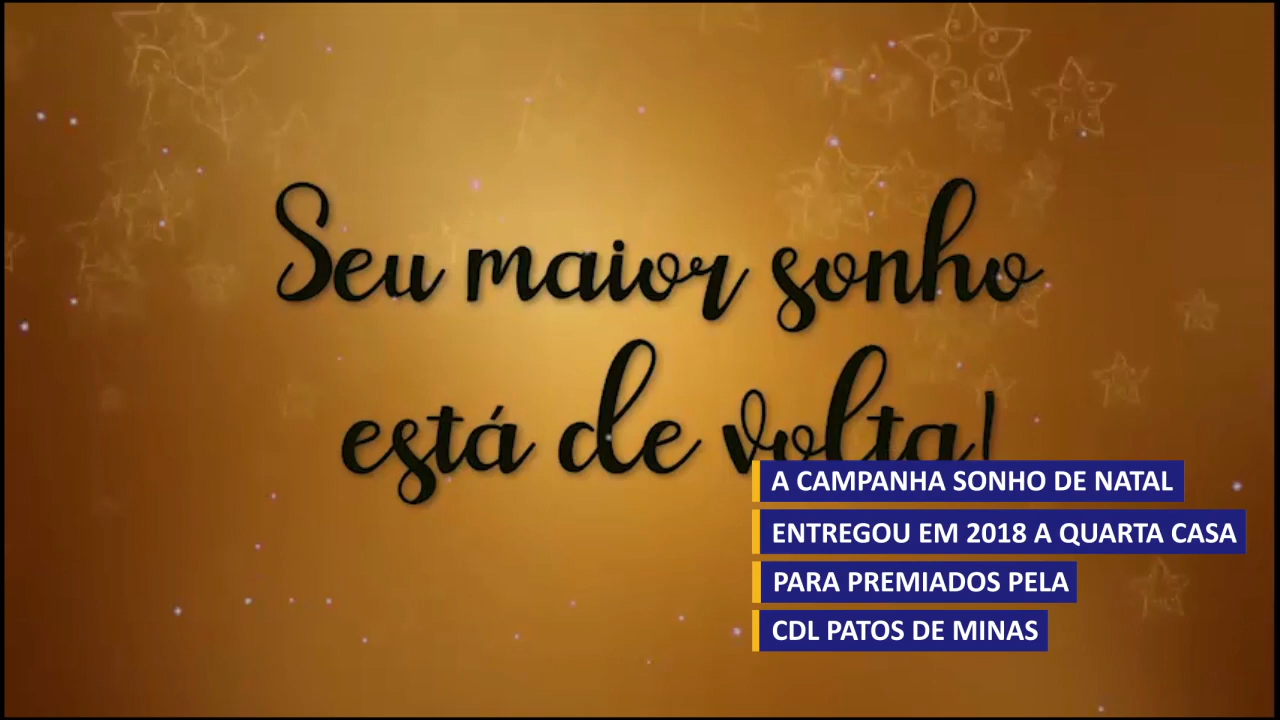 Seu maior sonho
está de volta!
A CAMPANHA SONHO DE NATAL
ENTREGOU EM 2018 A QUARTA CASA
PARA PREMIADOS PELA
CDL PATOS DE MINAS